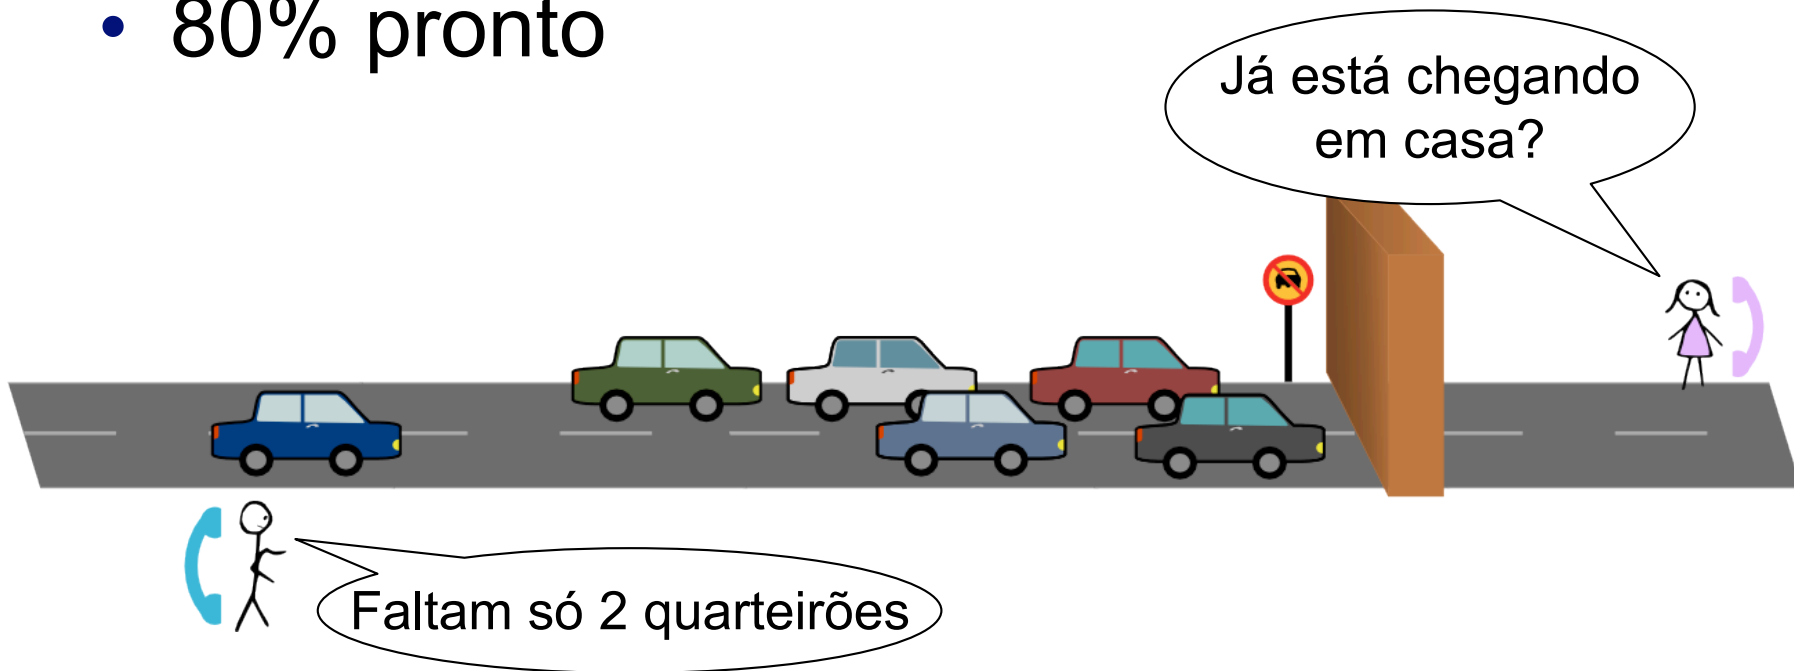 • 80% pronto
Já está chegando
em casa?
Faltam só 2 quarteirões